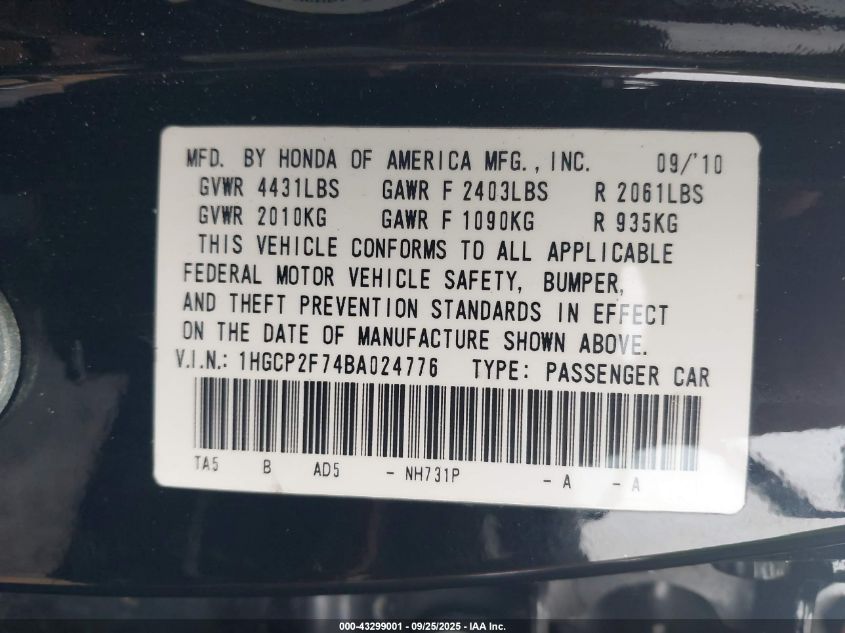 MFD. BY HONDA OF AMERICA MFG., INC. 09/'10
GVWR 4431LBS GAWR F 2403LBS R 2061LBS
GVWR 2010KG GAWR F 1090KG R 935KG
THIS VEHICLE CONFORMS TO ALL APPLICABLE
FEDERAL MOTOR VEHICLE SAFETY, BUMPER,
AND THEFT PREVENTION STANDARDS IN EFFECT
ON THE DATE OF MANUFACTURE SHOWN ABOVE.
V.I.N.: 1HGCP2F74BA024776 TYPE: PASSENGER CAR
TA5 B AD5 - NH731P - A - A
000-43299001 - 09/25/2025 - IAA Inc.